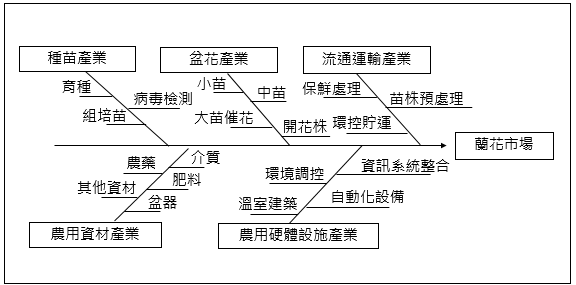 種苗產業
盆花產業
流通運輸產業
育種
病毒檢測
組培苗
小苗
中苗
大苗催花
開花株
保鮮處理
苗株預處理
環控貯運
蘭花市場
農藥
介質
其他資材
肥料
盆器
環境調控
資訊系統整合
溫室建築
自動化設備
農用資材產業
農用硬體設施產業